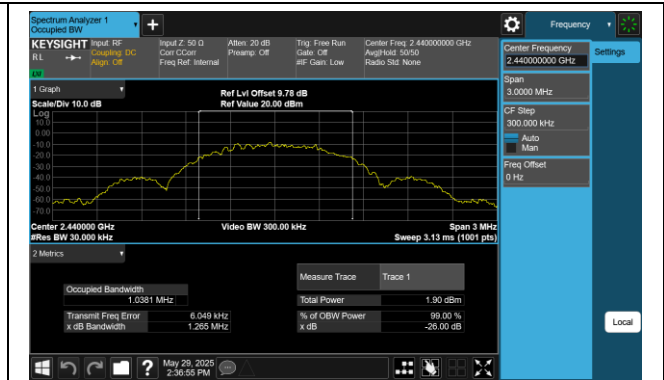 Spectrum Analyzer 1
Occupied BW
Frequency
KEYSIGHT
RL
Input: RF
Coupling: DC
Align: Off
Input Z: 50 Ω
Corr CCorr
Freq Ref: Internal
Atten: 20 dB
Preamp: Off
Trig: Free Run
Gate: Off
#IF Gain: Low
Center Freq: 2.440000000 GHz
Avg|Hold: 50/50
Radio Std: None
1 Graph
Scale/Div 10.0 dB
Ref Lvl Offset 9.78 dB
Ref Value 20.00 dBm
Log
10.0
0.00
-10.0
-20.0
-30.0
-40.0
-50.0
-60.0
-70.0
Center 2.440000 GHz
#Res BW 30.000 kHz
Video BW 300.00 kHz
Span 3 MHz
Sweep 3.13 ms (1001 pts)
2 Metrics
Measure Trace
Trace 1
Occupied Bandwidth
1.0381 MHz
Total Power
1.90 dBm
Transmit Freq Error
6.049 kHz
% of OBW Power
99.00 %
x dB Bandwidth
1.265 MHz
x dB
-26.00 dB
Center Frequency
2.440000000 GHz
Settings
Span
3.0000 MHz
CF Step
300.000 kHz
Auto
Man
Freq Offset
0 Hz
Local
?
May 29, 2025
2:36:55 PM